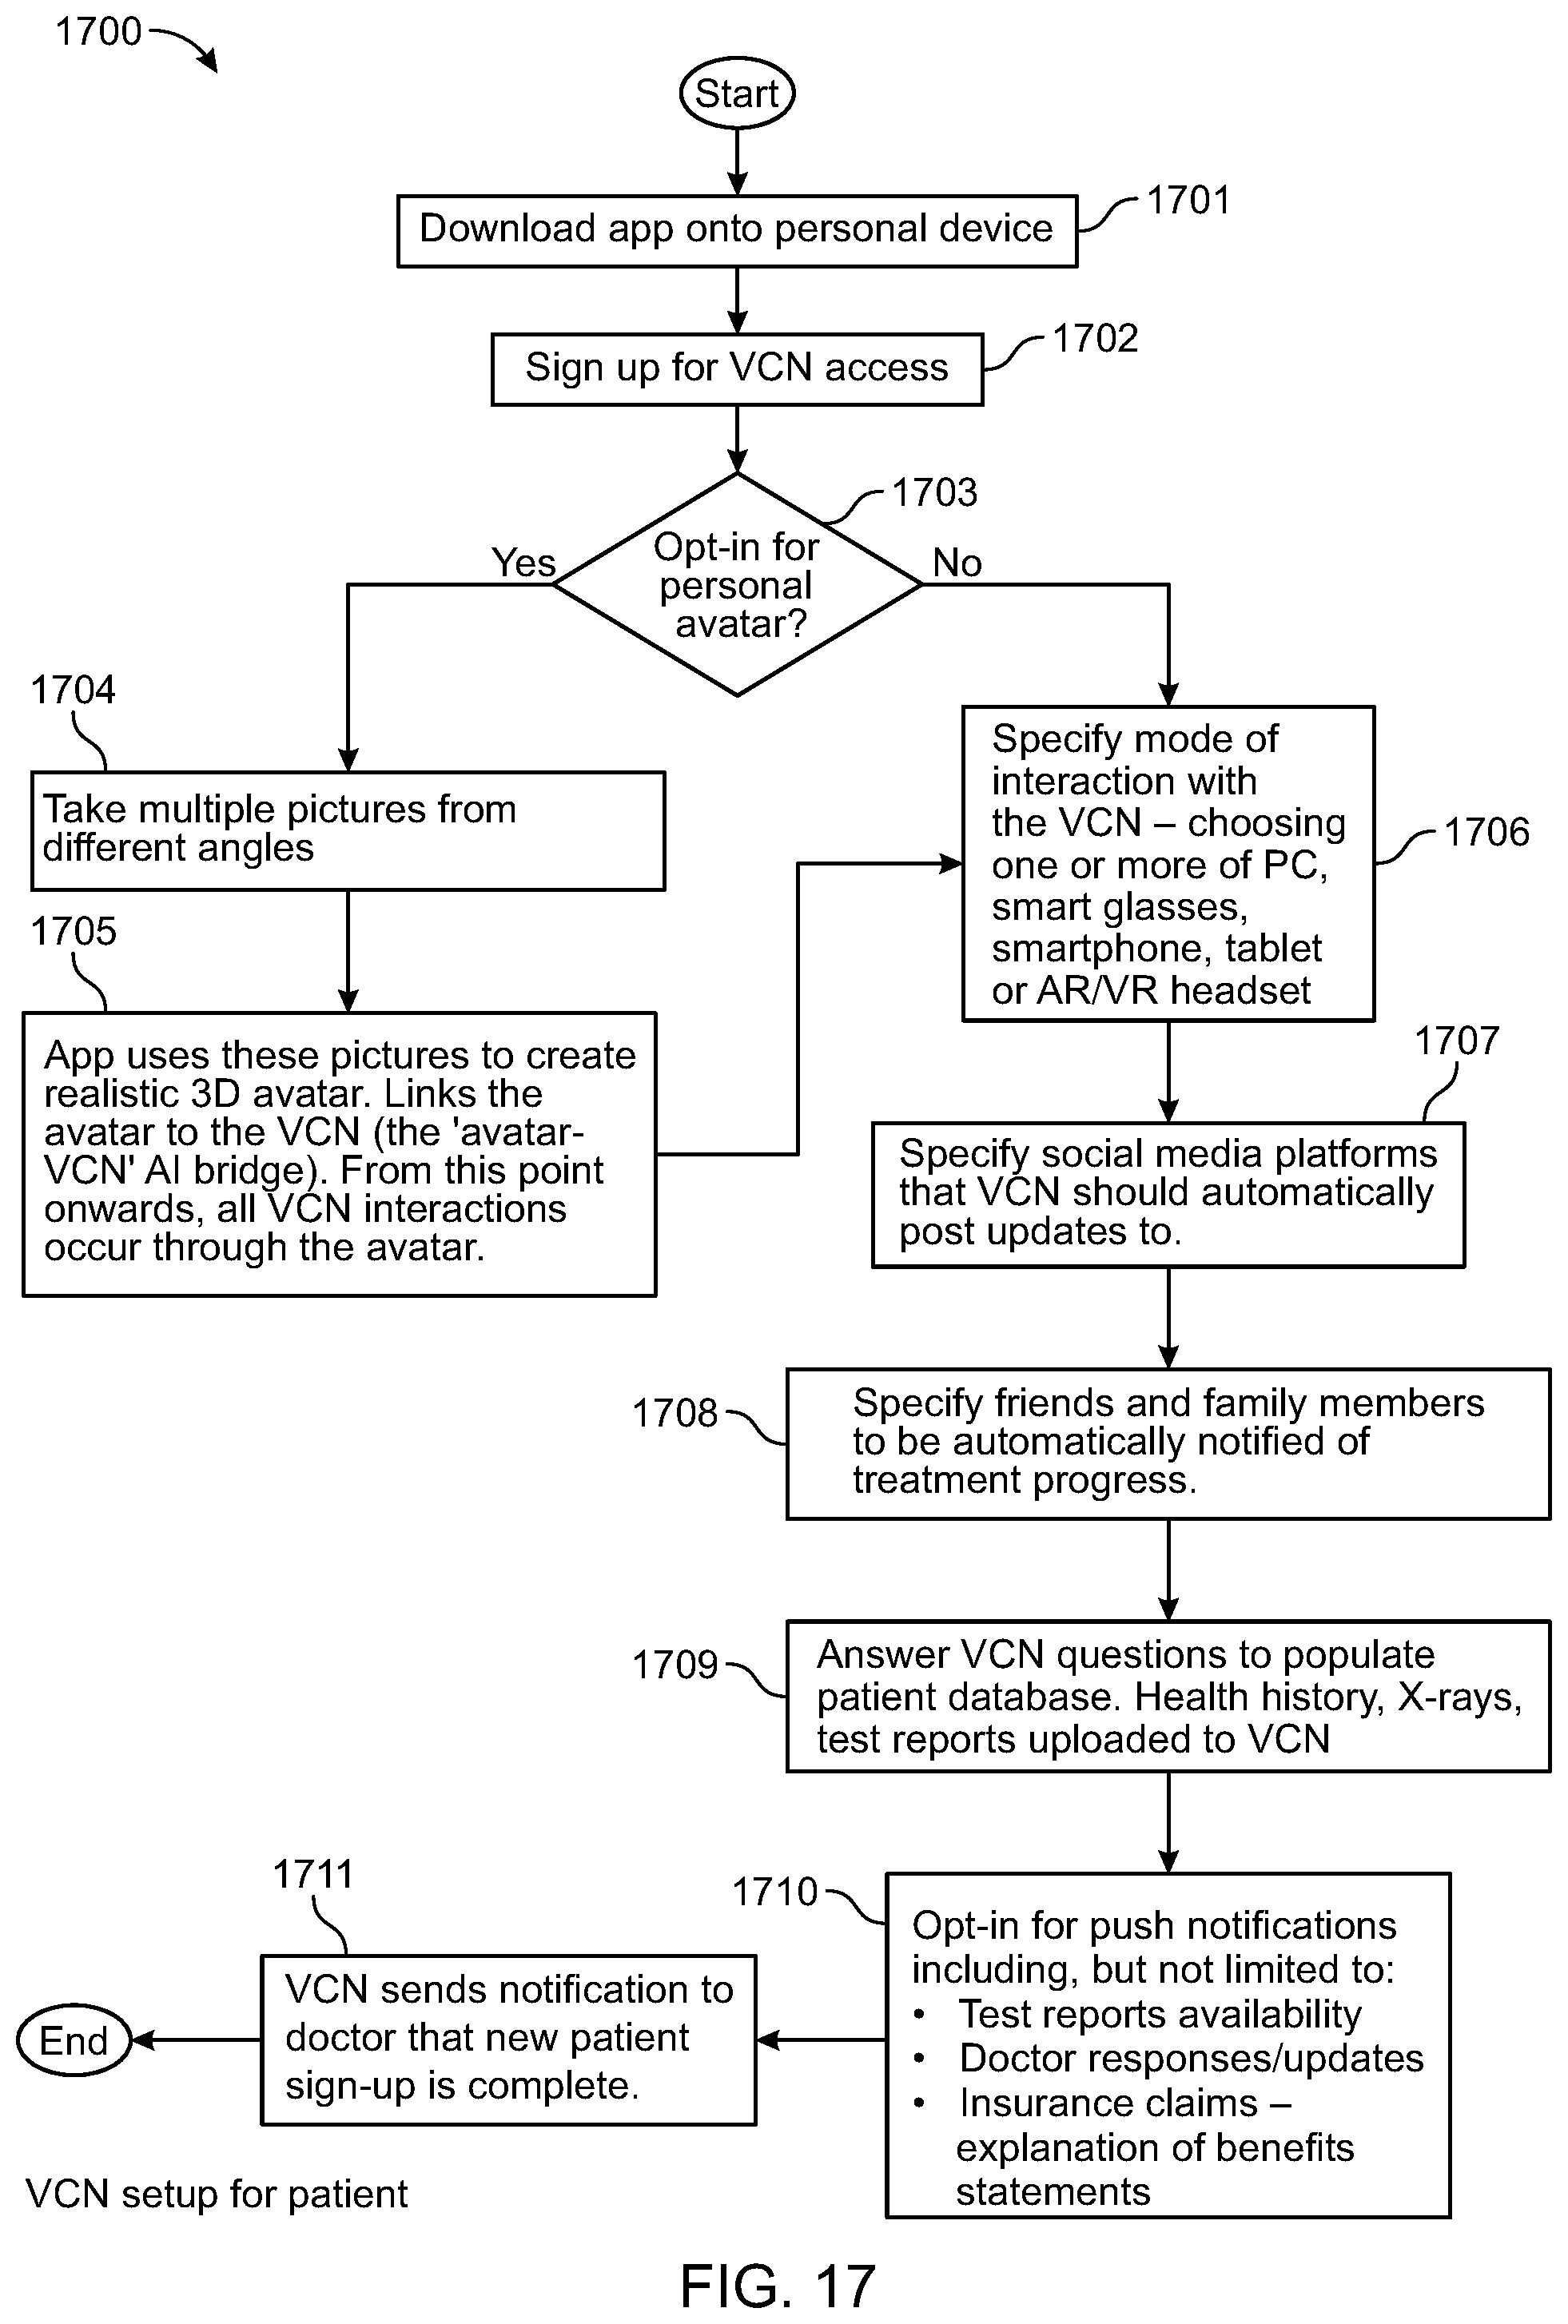 1700
Start
Download app onto personal device
1701
Sign up for VCN access
1702
1703
Opt-in for
personal
avatar?
Yes
No
1704
Take multiple pictures from
different angles
1705
App uses these pictures to create
realistic 3D avatar. Links the
avatar to the VCN (the 'avatar-
VCN' AI bridge). From this point
onwards, all VCN interactions
occur through the avatar.
Specify mode of
interaction with
the VCN – choosing
one or more of PC,
smart glasses,
smartphone, tablet
or AR/VR headset
1706
1707
Specify social media platforms
that VCN should automatically
post updates to.
1708
Specify friends and family members
to be automatically notified of
treatment progress.
1709
Answer VCN questions to populate
patient database. Health history, X-rays,
test reports uploaded to VCN
1710
Opt-in for push notifications
including, but not limited to:
• Test reports availability
• Doctor responses/updates
• Insurance claims –
explanation of benefits
statements
1711
VCN sends notification to
doctor that new patient
sign-up is complete.
End
VCN setup for patient
FIG. 17